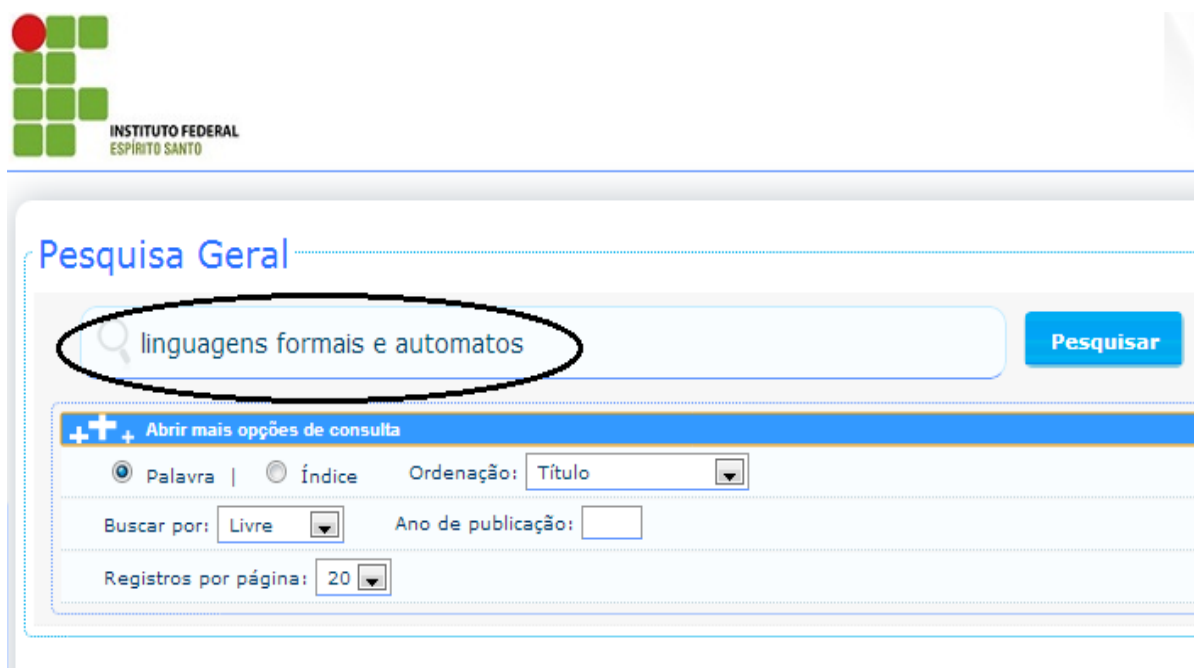 INSTITUTO FEDERAL
ESPÍRITO SANTO
Pesquisa Geral
linguagens formais e automatos
Pesquisar
Abrir mais opções de consulta
Palavra | Índice Ordenação: Título
Buscar por: Livre Ano de publicação:
Registros por página: 20